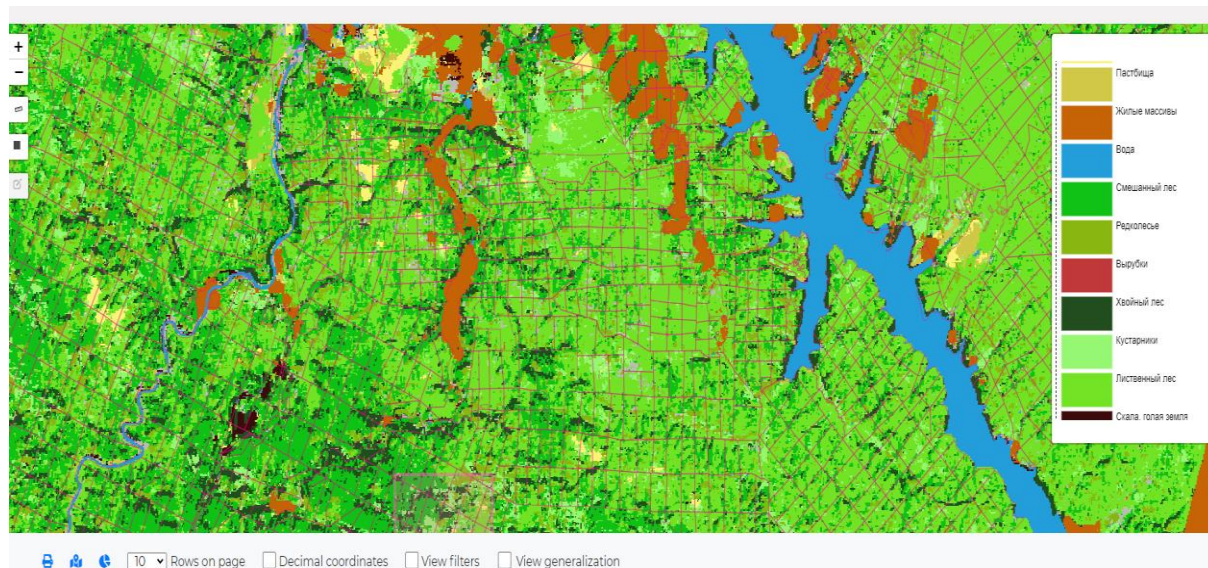 +
−
Пастбища
Жилые массивы
Вода
Смешанный лес
Редколесье
Вырубки
Хвойный лес
Кустарники
Лиственный лес
Скала, голая земля
10 Rows on page Decimal coordinates View filters View generalization